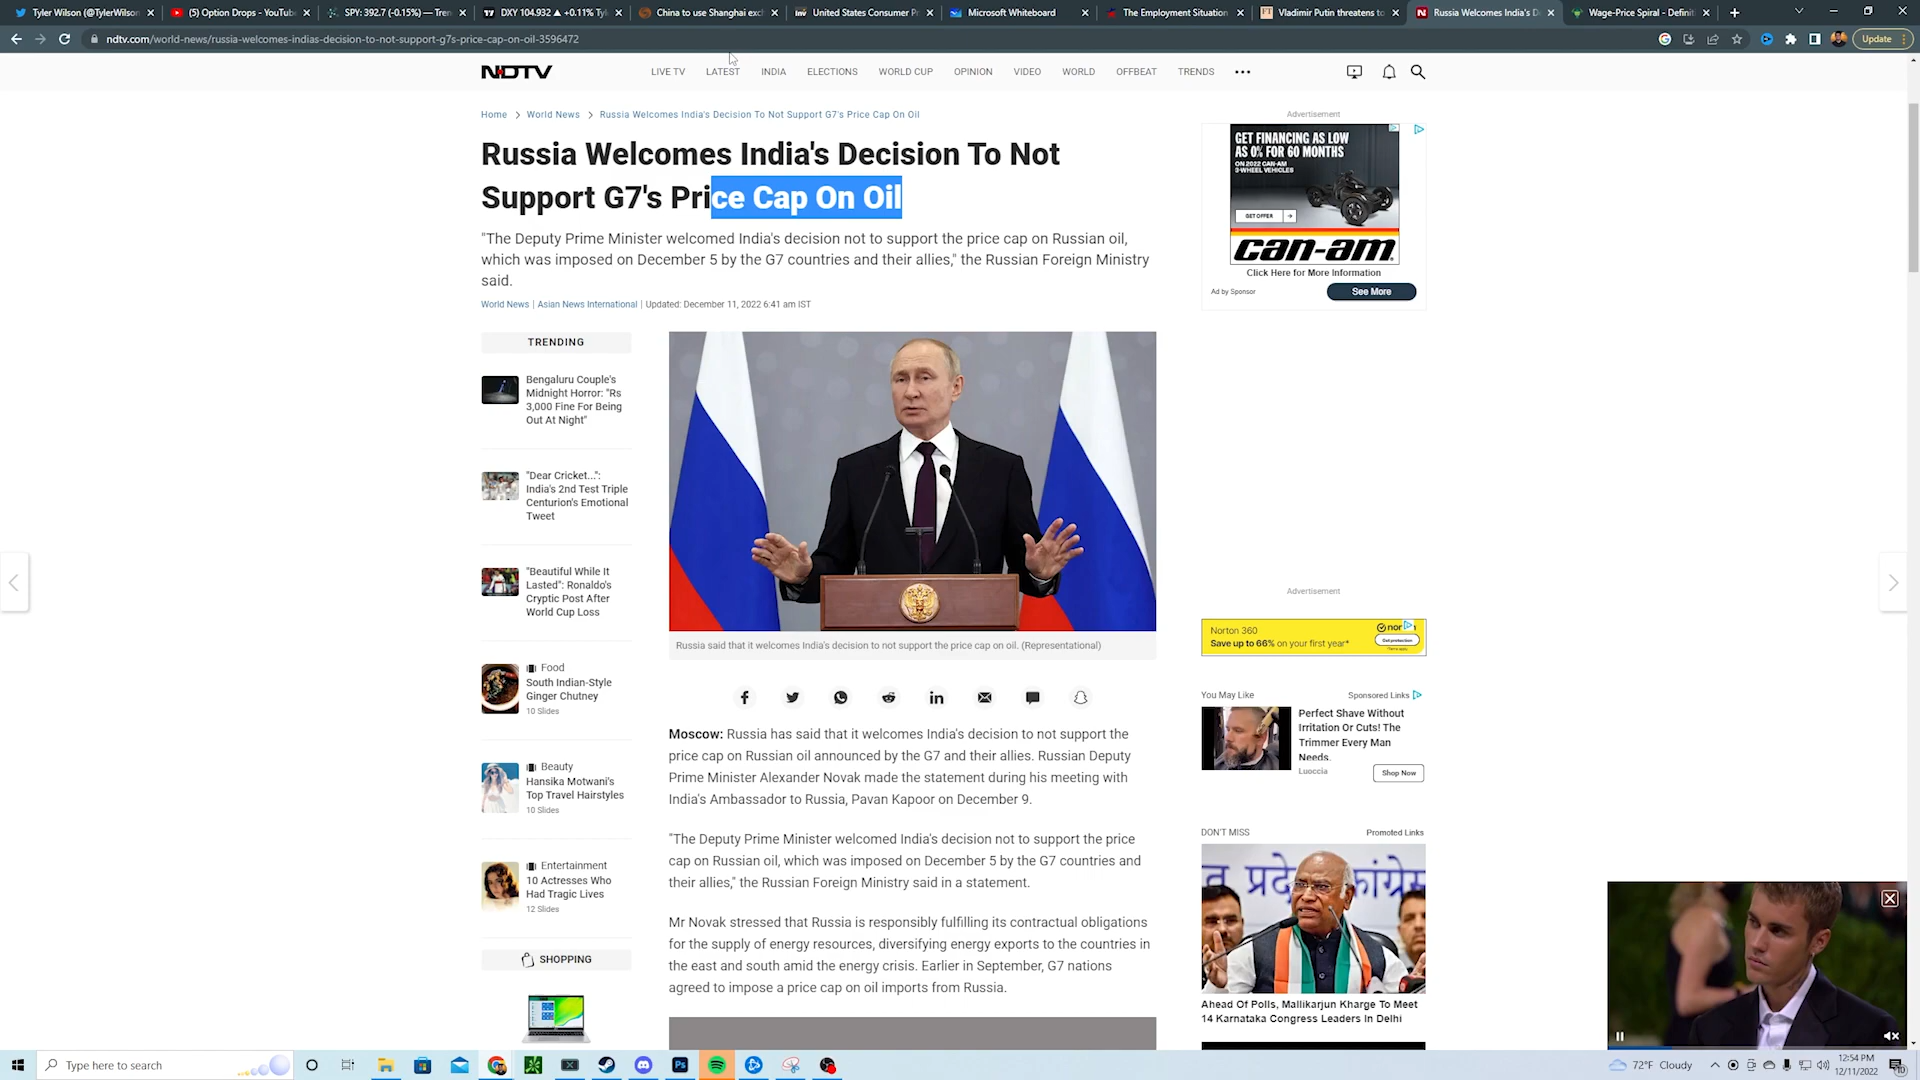 Tyler Wilson (@TylerWilson
(5) Option Drops - YouTub
SPY: 392.7 (-0.15%) — Tren
DXY 104.932 ▲ +0.11% Tyl
China to use Shanghai exc
United States Consumer Pr
Microsoft Whiteboard
The Employment Situation
Vladimir Putin threatens to
Russia Welcomes India's D
Wage-Price Spiral - Definit
ndtv.com/world-news/russia-welcomes-indias-decision-to-not-support-g7s-price-cap-on-oil-3596472
Update
NDTV
LIVE TV
LATEST
INDIA
ELECTIONS
WORLD CUP
OPINION
VIDEO
WORLD
OFFBEAT
TRENDS
Home > World News > Russia Welcomes India's Decision To Not Support G7's Price Cap On Oil
Russia Welcomes India's Decision To Not
Support G7's Price Cap On Oil
"The Deputy Prime Minister welcomed India's decision not to support the price cap on Russian oil,
which was imposed on December 5 by the G7 countries and their allies," the Russian Foreign Ministry
said.
World News | Asian News International | Updated: December 11, 2022 6:41 am IST
TRENDING
Bengaluru Couple's
Midnight Horror: "Rs
3,000 Fine For Being
Out At Night"
"Dear Cricket...":
India's 2nd Test Triple
Centurion's Emotional
Tweet
"Beautiful While It
Lasted": Ronaldo's
Cryptic Post After
World Cup Loss
Food
South Indian-Style
Ginger Chutney
10 Slides
Beauty
Hansika Motwani's
Top Travel Hairstyles
10 Slides
Entertainment
10 Actresses Who
Had Tragic Lives
12 Slides
SHOPPING
Russia said that it welcomes India's decision to not support the price cap on oil. (Representational)
Moscow: Russia has said that it welcomes India's decision to not support the
price cap on Russian oil announced by the G7 and their allies. Russian Deputy
Prime Minister Alexander Novak made the statement during his meeting with
India's Ambassador to Russia, Pavan Kapoor on December 9.
"The Deputy Prime Minister welcomed India's decision not to support the price
cap on Russian oil, which was imposed on December 5 by the G7 countries and
their allies," the Russian Foreign Ministry said in a statement.
Mr Novak stressed that Russia is responsibly fulfilling its contractual obligations
for the supply of energy resources, diversifying energy exports to the countries in
the east and south amid the energy crisis. Earlier in September, G7 nations
agreed to impose a price cap on oil imports from Russia.
Advertisement
GET FINANCING AS LOW
AS 0% FOR 60 MONTHS
ON 2022 CAN-AM
3-WHEEL VEHICLES
GET OFFER
can-am
Click Here for More Information
Ad by Sponsor
See More
Advertisement
Norton 360
Save up to 66% on your first year*
nor
Get protection
You May Like
Sponsored Links
Perfect Shave Without
Irritation Or Cuts! The
Trimmer Every Man
Needs.
Luoccia
Shop Now
DON'T MISS
Promoted Links
प्रदे
कांग्रेस
Ahead Of Polls, Mallikarjun Kharge To Meet
14 Karnataka Congress Leaders In Delhi
Type here to search
Ps
72°F Cloudy
12:54 PM
12/11/2022